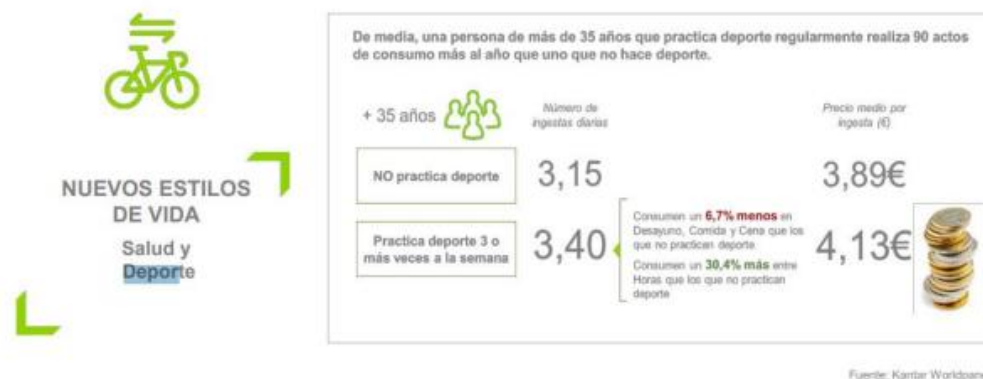 De media, una persona de más de 35 años que practica deporte regularmente realiza 90 actos
de consumo más al año que uno que no hace deporte.
+ 35 años
Número de
ingestas diarias
Precio medio por
ingesta (€)
NO practica deporte
3,15
3,89€
Practica deporte 3 o
más veces a la semana
3,40
Consumen un 6,7% menos en
Desayuno, Comida y Cena que los
que no practican deporte
Consumen un 30,4% más entre
Horas que los que no practican
deporte
4,13€
NUEVOS ESTILOS
DE VIDA
Salud y
Deporte
Fuente: Kantar Worldpane